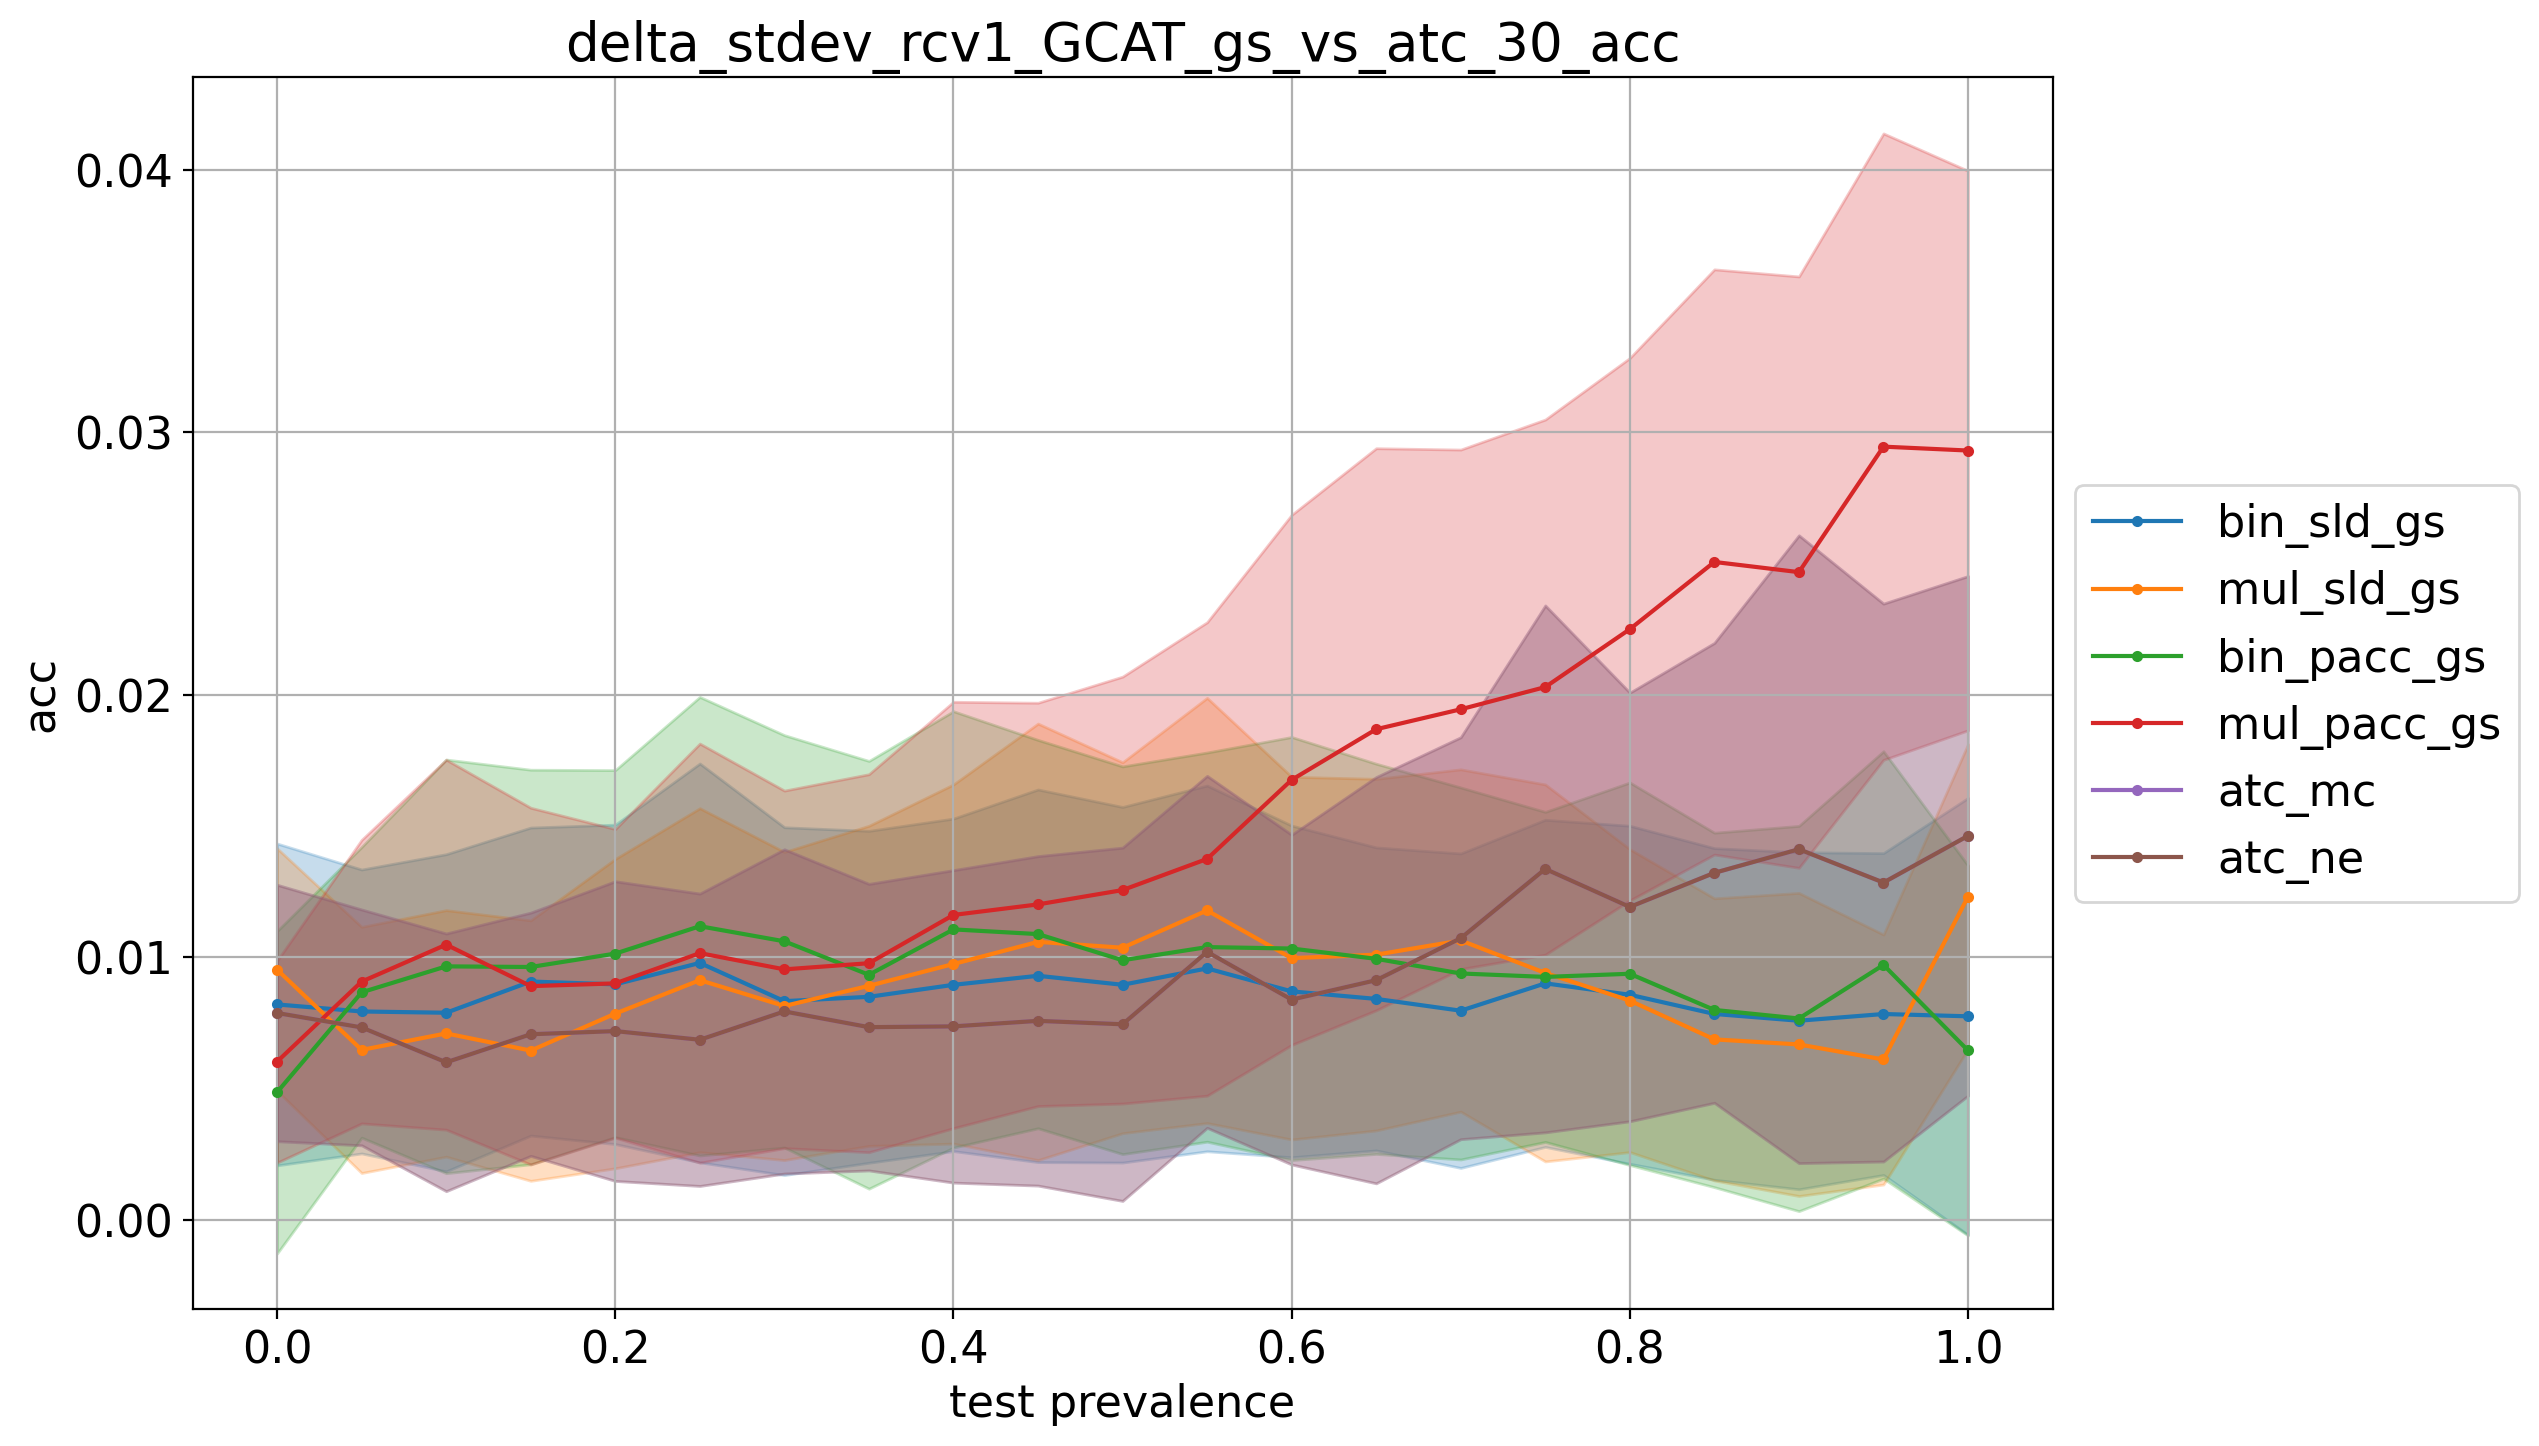 delta_stdev_rcv1_GCAT_gs_vs_atc_30_acc
0.04
0.03
0.02
0.01
0.00
acc
0.0 0.2 0.4 0.6 0.8 1.0
test prevalence
bin_sld_gs
mul_sld_gs
bin_pacc_gs
mul_pacc_gs
atc_mc
atc_ne